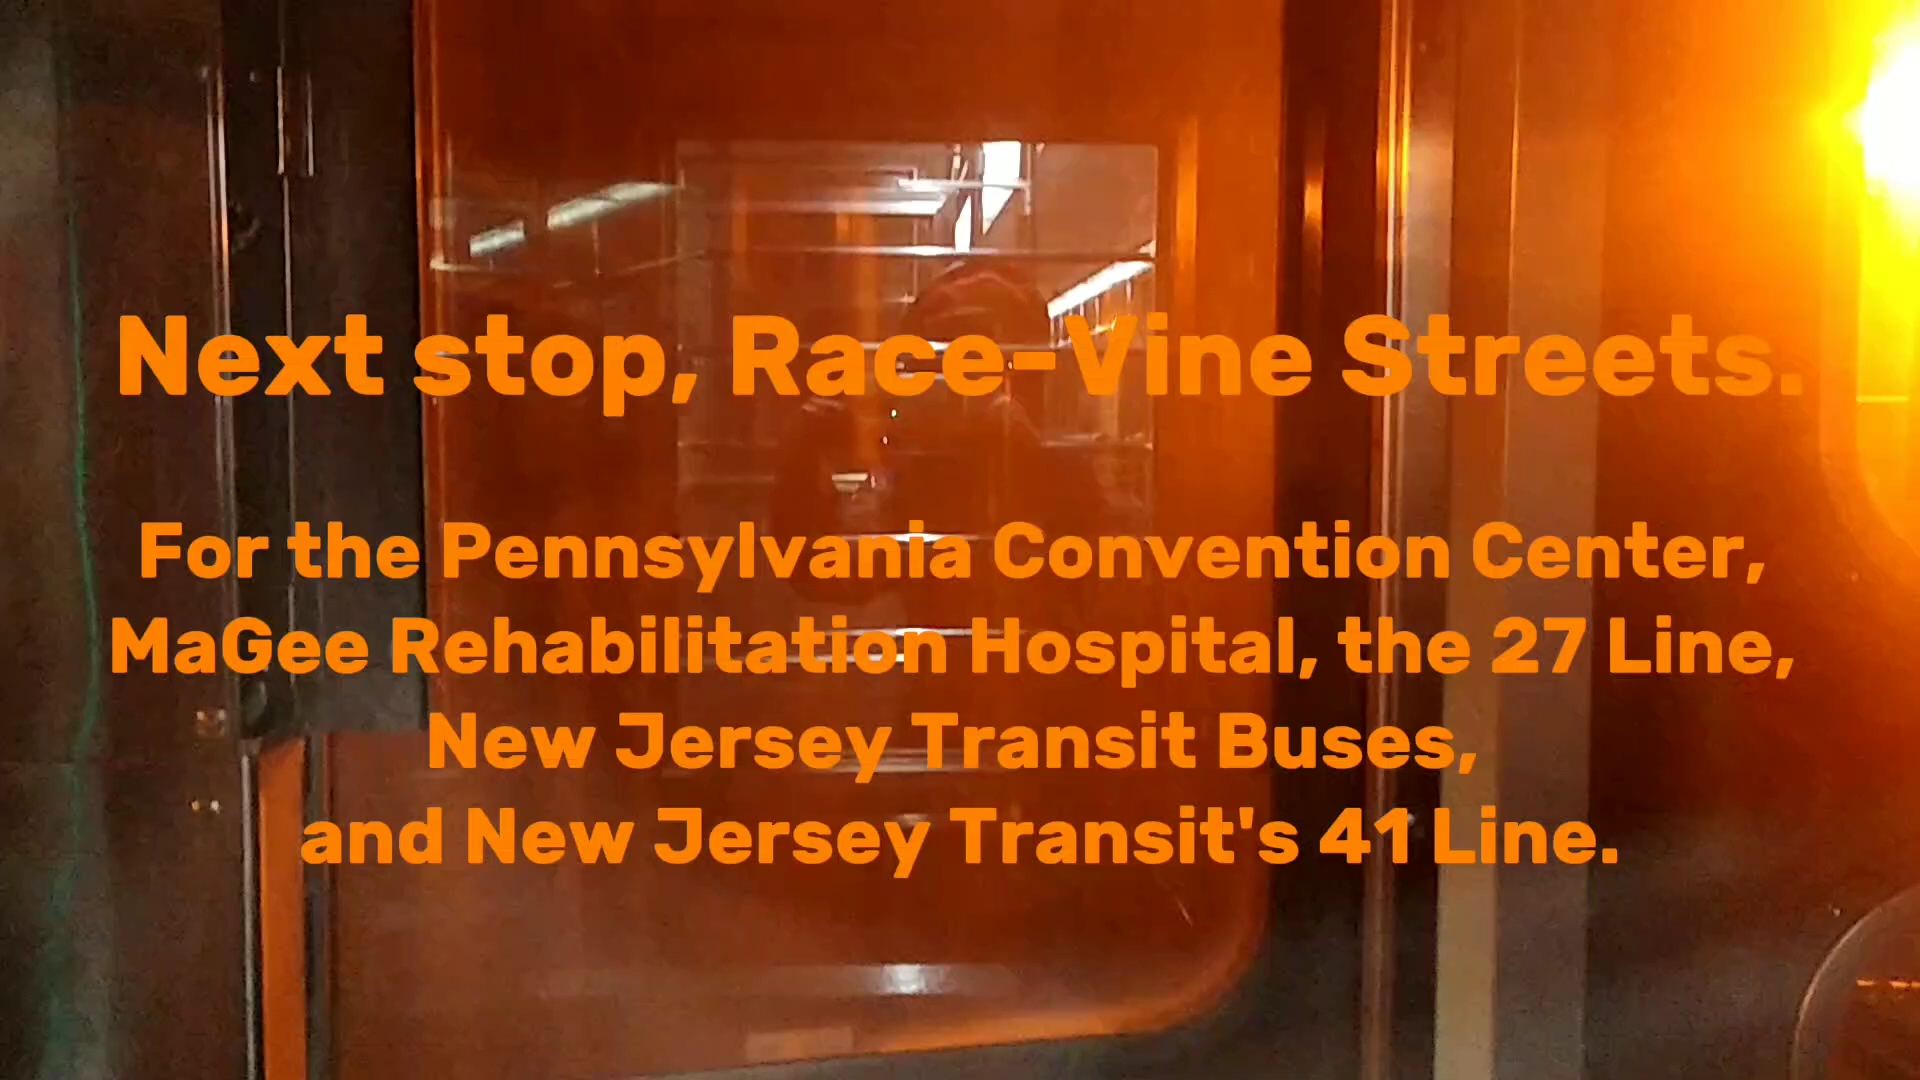 Next stop, Race-Vine Streets.
For the Pennsylvania Convention Center,
MaGee Rehabilitation Hospital, the 27 Line,
New Jersey Transit Buses,
and New Jersey Transit's 41 Line.